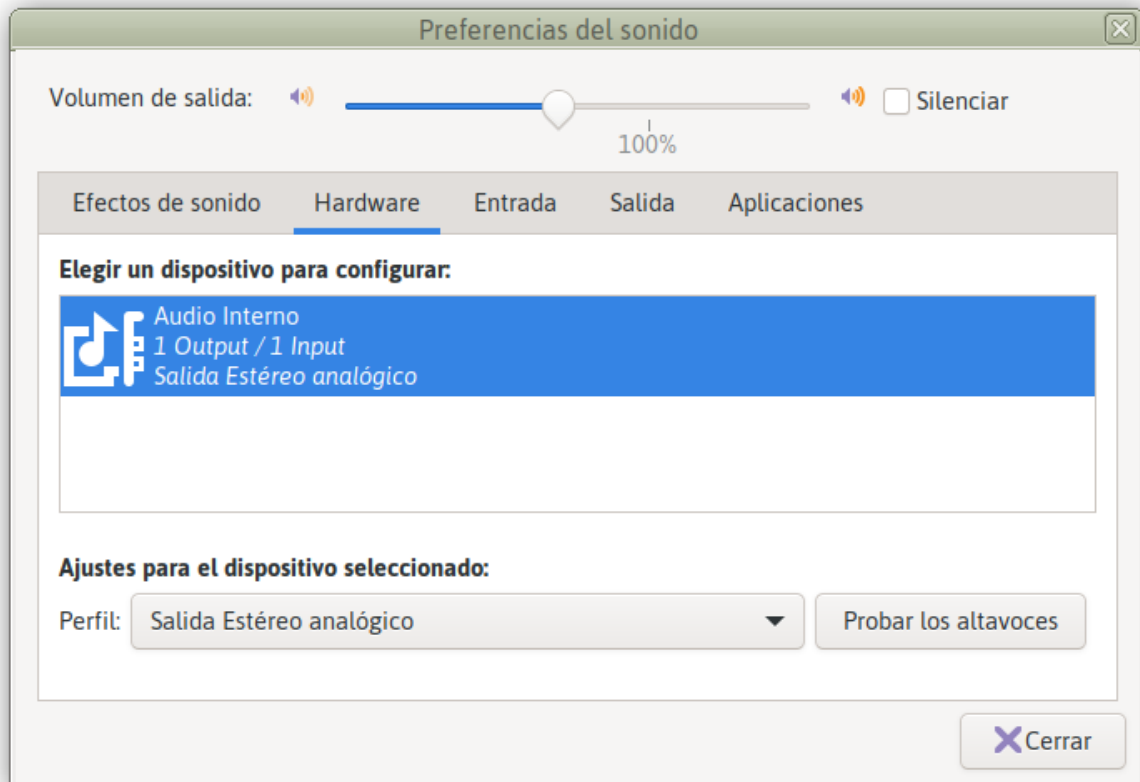 Preferencias del sonido
Volumen de salida:
Silenciar
100%
Efectos de sonido Hardware Entrada Salida Aplicaciones
Elegir un dispositivo para configurar:
Audio Interno
1 Output / 1 Input
Salida Estéreo analógico
Ajustes para el dispositivo seleccionado:
Perfil: Salida Estéreo analógico Probar los altavoces
Cerrar